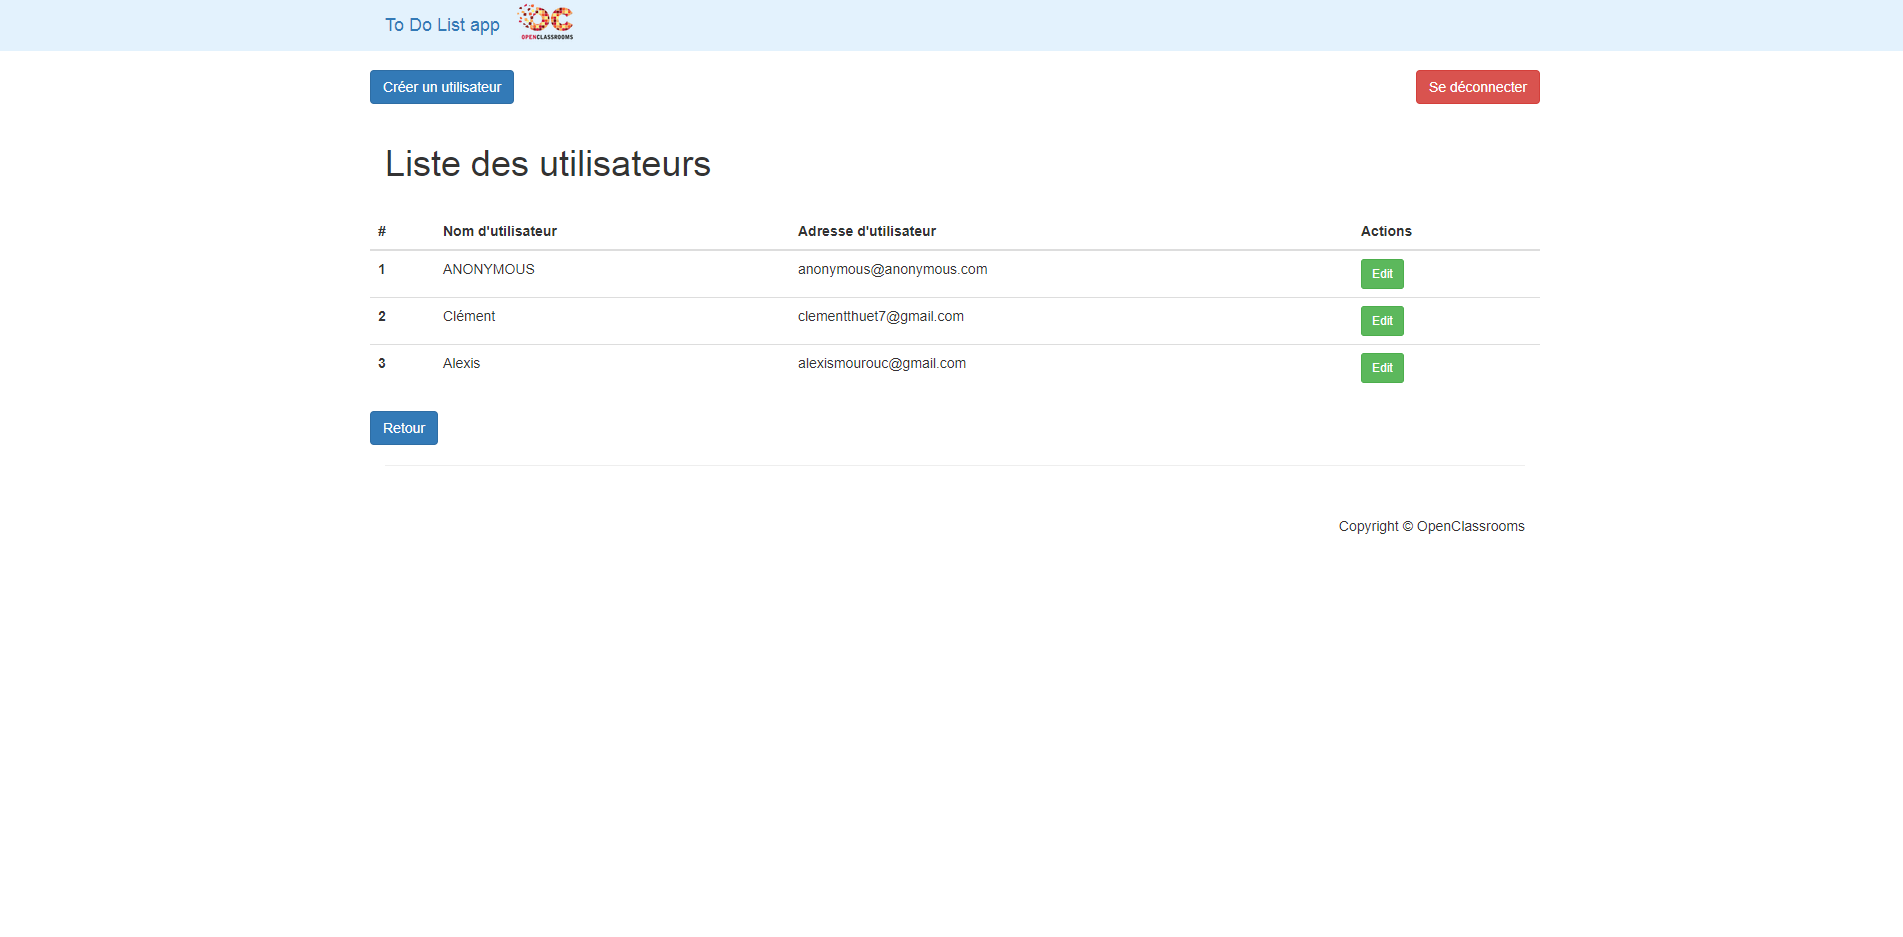 To Do List app
OC
OPENCLASSROOMS
Créer un utilisateur
Se déconnecter
Liste des utilisateurs
# Nom d'utilisateur Adresse d'utilisateur Actions
1 ANONYMOUS anonymous@anonymous.com Edit
2 Clément clementthuet7@gmail.com Edit
3 Alexis alexismourouc@gmail.com Edit
Retour
Copyright © OpenClassrooms